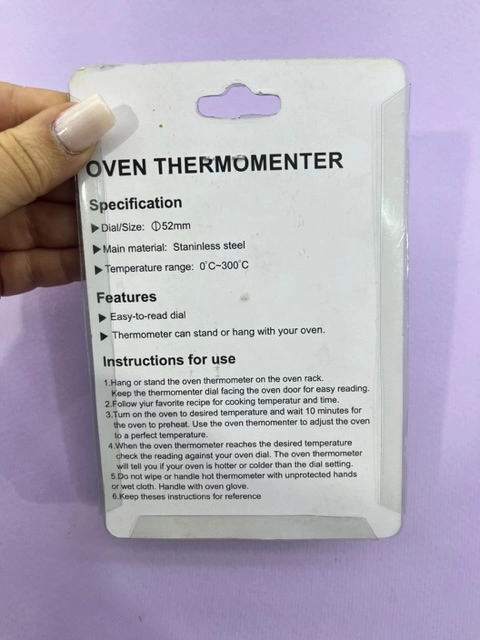 OVEN THERMOMENTER
Specification
▶Dial/Size: Ф52mm
▶Main material: Staninless steel
▶Temperature range: 0°C~300°C
Features
▶ Easy-to-read dial
▶ Thermometer can stand or hang with your oven.
Instructions for use
1.Hang or stand the oven thermometer on the oven rack.
Keep the thermomenter dial facing the oven door for easy reading.
2.Follow yiur favorite recipe for cooking temperatur and time.
3.Turn on the oven to desired temperature and wait 10 minutes for
the oven to preheat. Use the oven themomenter to adjust the oven
to a perfect temperature.
4.When the oven thermometer reaches the desired temperature
check the reading against your oven dial. The oven thermometer
will tell you if your oven is hotter or colder than the dial setting.
5.Do not wipe or handle hot thermometer with unprotected hands
or wet cloth. Handle with oven glove.
6.Keep theses instructions for reference